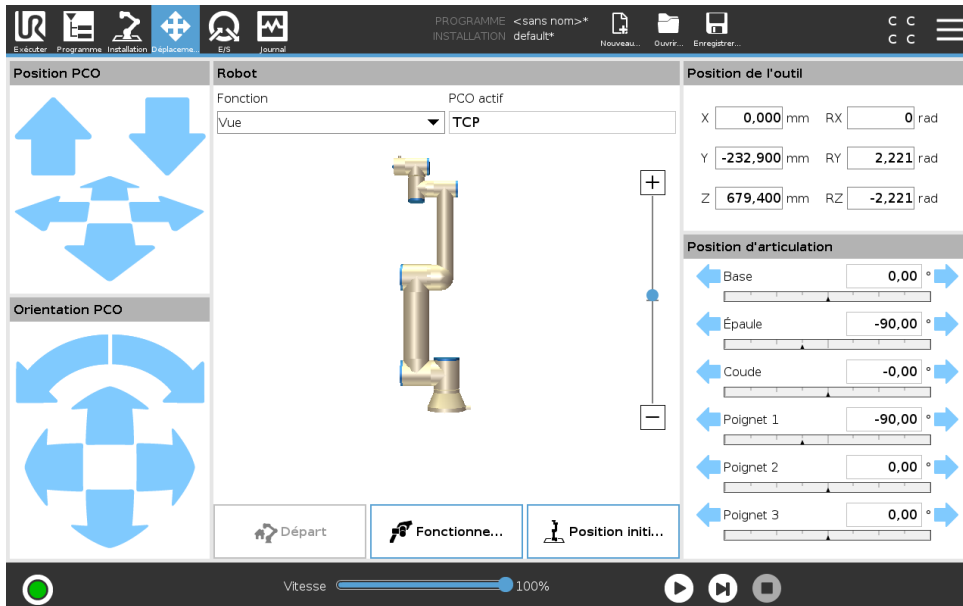 PROGRAMME <sans nom>*
INSTALLATION default*
UR
Exécuter
Programme
Installation
Déplaceme...
E/S
Journal
Nouveau...
Ouvrir...
Enregistrer...
C C
C C
Position PCO
Orientation PCO
Robot
Fonction
PCO actif
Vue
TCP
+
−
Départ
Fonctionne...
Position initi...
Position de l'outil
X 0,000 mm RX 0 rad
Y -232,900 mm RY 2,221 rad
Z 679,400 mm RZ -2,221 rad
Position d'articulation
Base 0,00 °
Épaule -90,00 °
Coude -0,00 °
Poignet 1 -90,00 °
Poignet 2 0,00 °
Poignet 3 0,00 °
Vitesse 100%